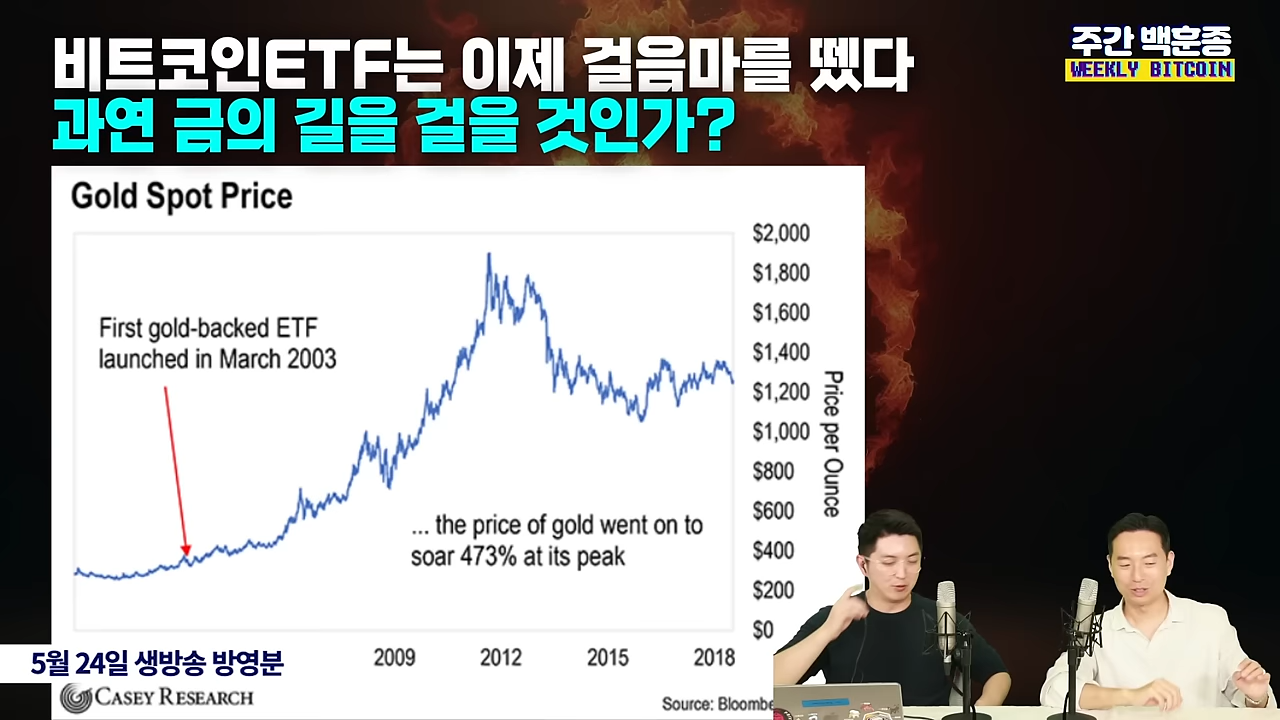 비트코인ETF는 이제 걸음마를 뗐다
과연 금의 길을 걸을 것인가?
주간 백훈종
WEEKLY BITCOIN
Gold Spot Price
$2,000
$1,800
$1,600
$1,400
$1,200
$1,000
$800
$600
$400
$200
$0
Price per Ounce
First gold-backed ETF
launched in March 2003
... the price of gold went on to
soar 473% at its peak
2009
2012
2015
2018
5월 24일 생방송 방영분
CASEY RESEARCH
Source: Bloombe